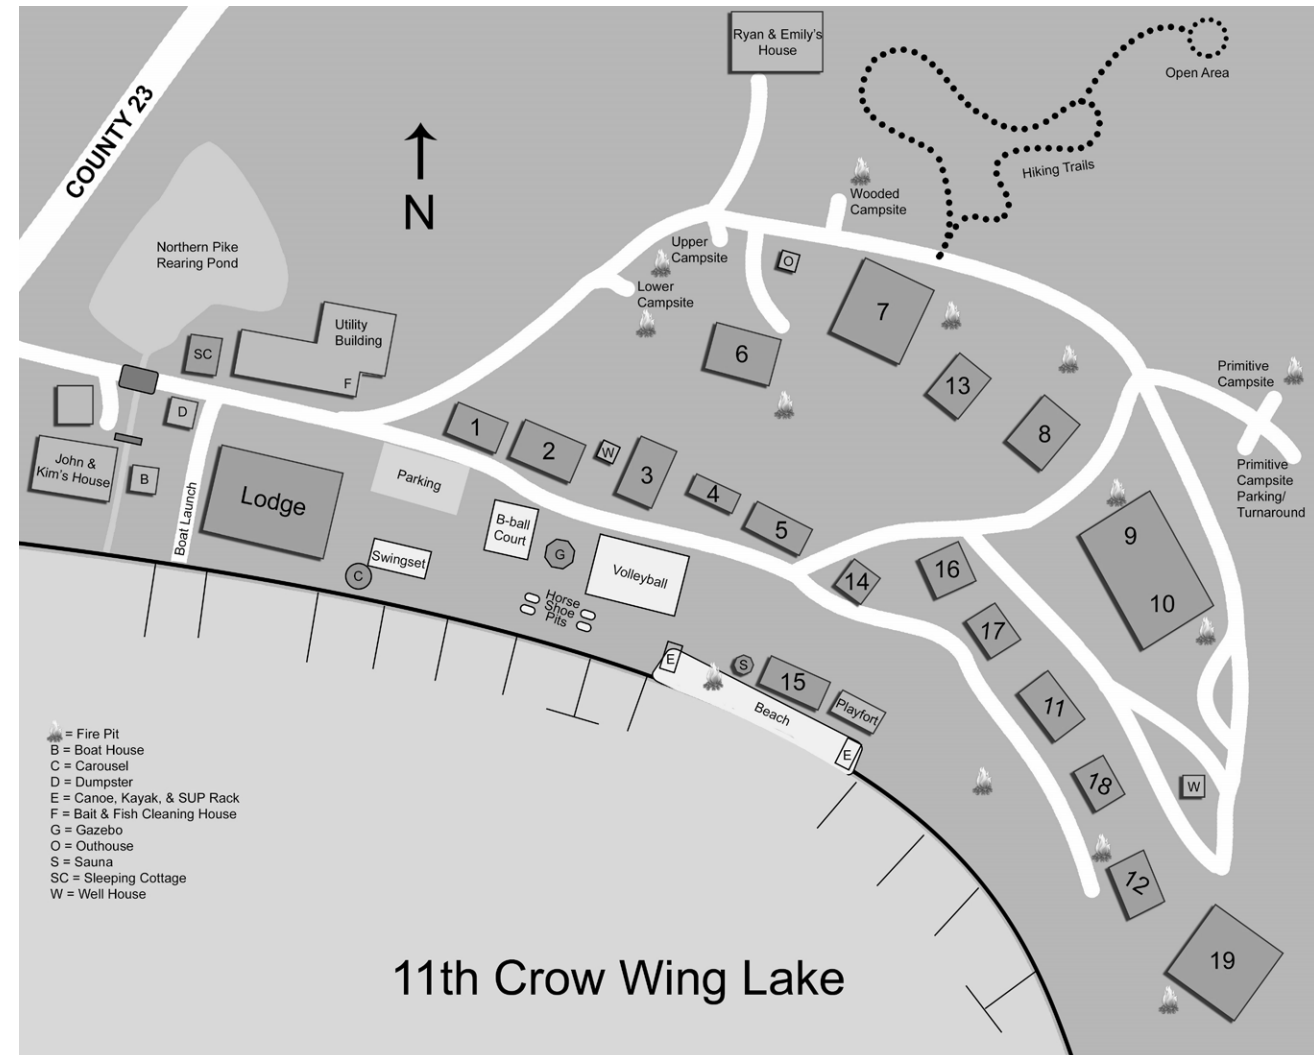 Ryan & Emily's
House
Open Area
COUNTY 23
Hiking Trails
N
Wooded
Campsite
Northern Pike
Rearing Pond
Upper
Campsite
O
Lower
Campsite
7
Utility
Building
F
SC
6
13
Primitive
Campsite
8
D
1
2
W
3
4
5
Primitive
Campsite
Parking/
Turnaround
John &
Kim's House
B
Boat Launch
Lodge
Parking
B-ball
Court
G
Swingset
C
Volleyball
Horse
Shoe
Pits
14
16
9
10
17
E
S
15
Playfort
Beach
E
11
18
W
12
19
= Fire Pit
B = Boat House
C = Carousel
D = Dumpster
E = Canoe, Kayak, & SUP Rack
F = Bait & Fish Cleaning House
G = Gazebo
O = Outhouse
S = Sauna
SC = Sleeping Cottage
W = Well House
11th Crow Wing Lake